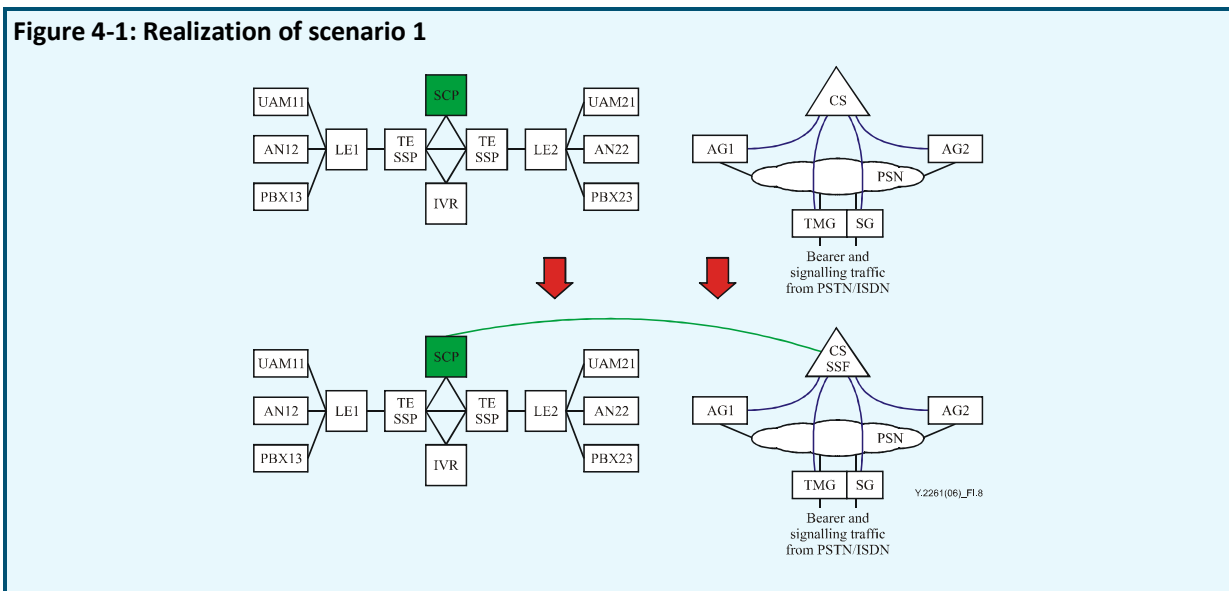 Figure 4-1: Realization of scenario 1
SCP
UAM11
UAM21
CS
AN12
LE1
TE
SSP
TE
SSP
LE2
AN22
AG1
AG2
PSN
PBX13
IVR
PBX23
TMG
SG
Bearer and
signalling traffic
from PSTN/ISDN
SCP
UAM11
UAM21
CS
SSF
AN12
LE1
TE
SSP
TE
SSP
LE2
AN22
AG1
AG2
PSN
PBX13
IVR
PBX23
TMG
SG
Y.2261(06)_FI.8
Bearer and
signalling traffic
from PSTN/ISDN